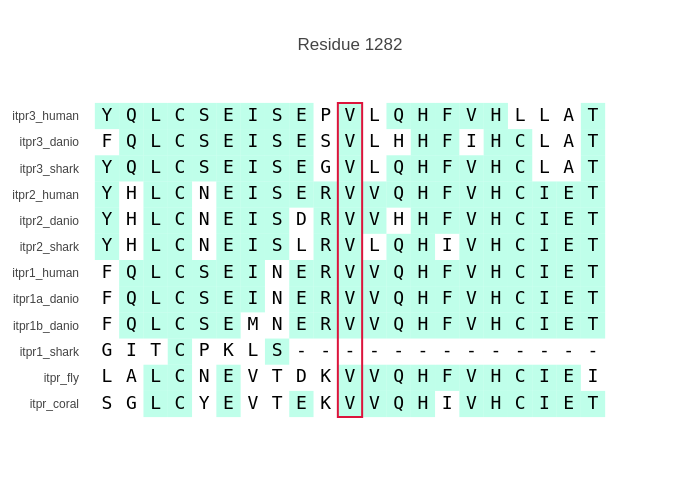 Residue 1282
itpr3_human Y Q L C S E I S E P V L Q H F V H L L A T
itpr3_danio F Q L C S E I S E S V L H H F I H C L A T
itpr3_shark Y Q L C S E I S E G V L Q H F V H C L A T
itpr2_human Y H L C N E I S E R V V Q H F V H C I E T
itpr2_danio Y H L C N E I S D R V V H H F V H C I E T
itpr2_shark Y H L C N E I S L R V L Q H I V H C I E T
itpr1_human F Q L C S E I N E R V V Q H F V H C I E T
itpr1a_danio F Q L C S E I N E R V V Q H F V H C I E T
itpr1b_danio F Q L C S E M N E R V V Q H F V H C I E T
itpr1_shark G I T C P K L S - - - - - - - - - - - - -
itpr_fly L A L C N E V T D K V V Q H F V H C I E I
itpr_coral S G L C Y E V T E K V V Q H I V H C I E T